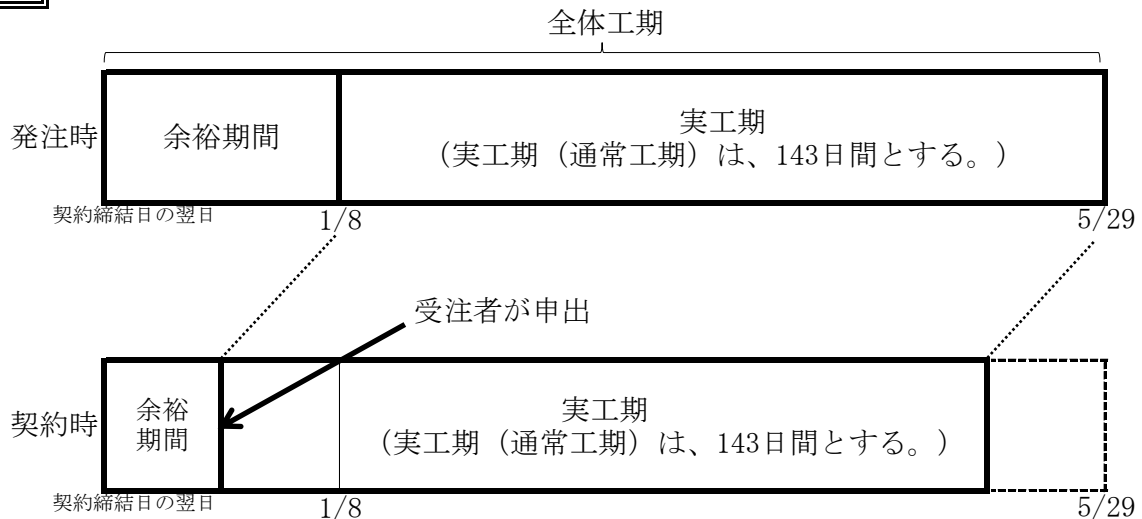 全体工期
発注時
余裕期間
実工期
（実工期（通常工期）は、143日間とする。）
契約締結日の翌日
1/8
5/29
受注者が申出
契約時
余裕
期間
実工期
（実工期（通常工期）は、143日間とする。）
契約締結日の翌日
1/8
5/29